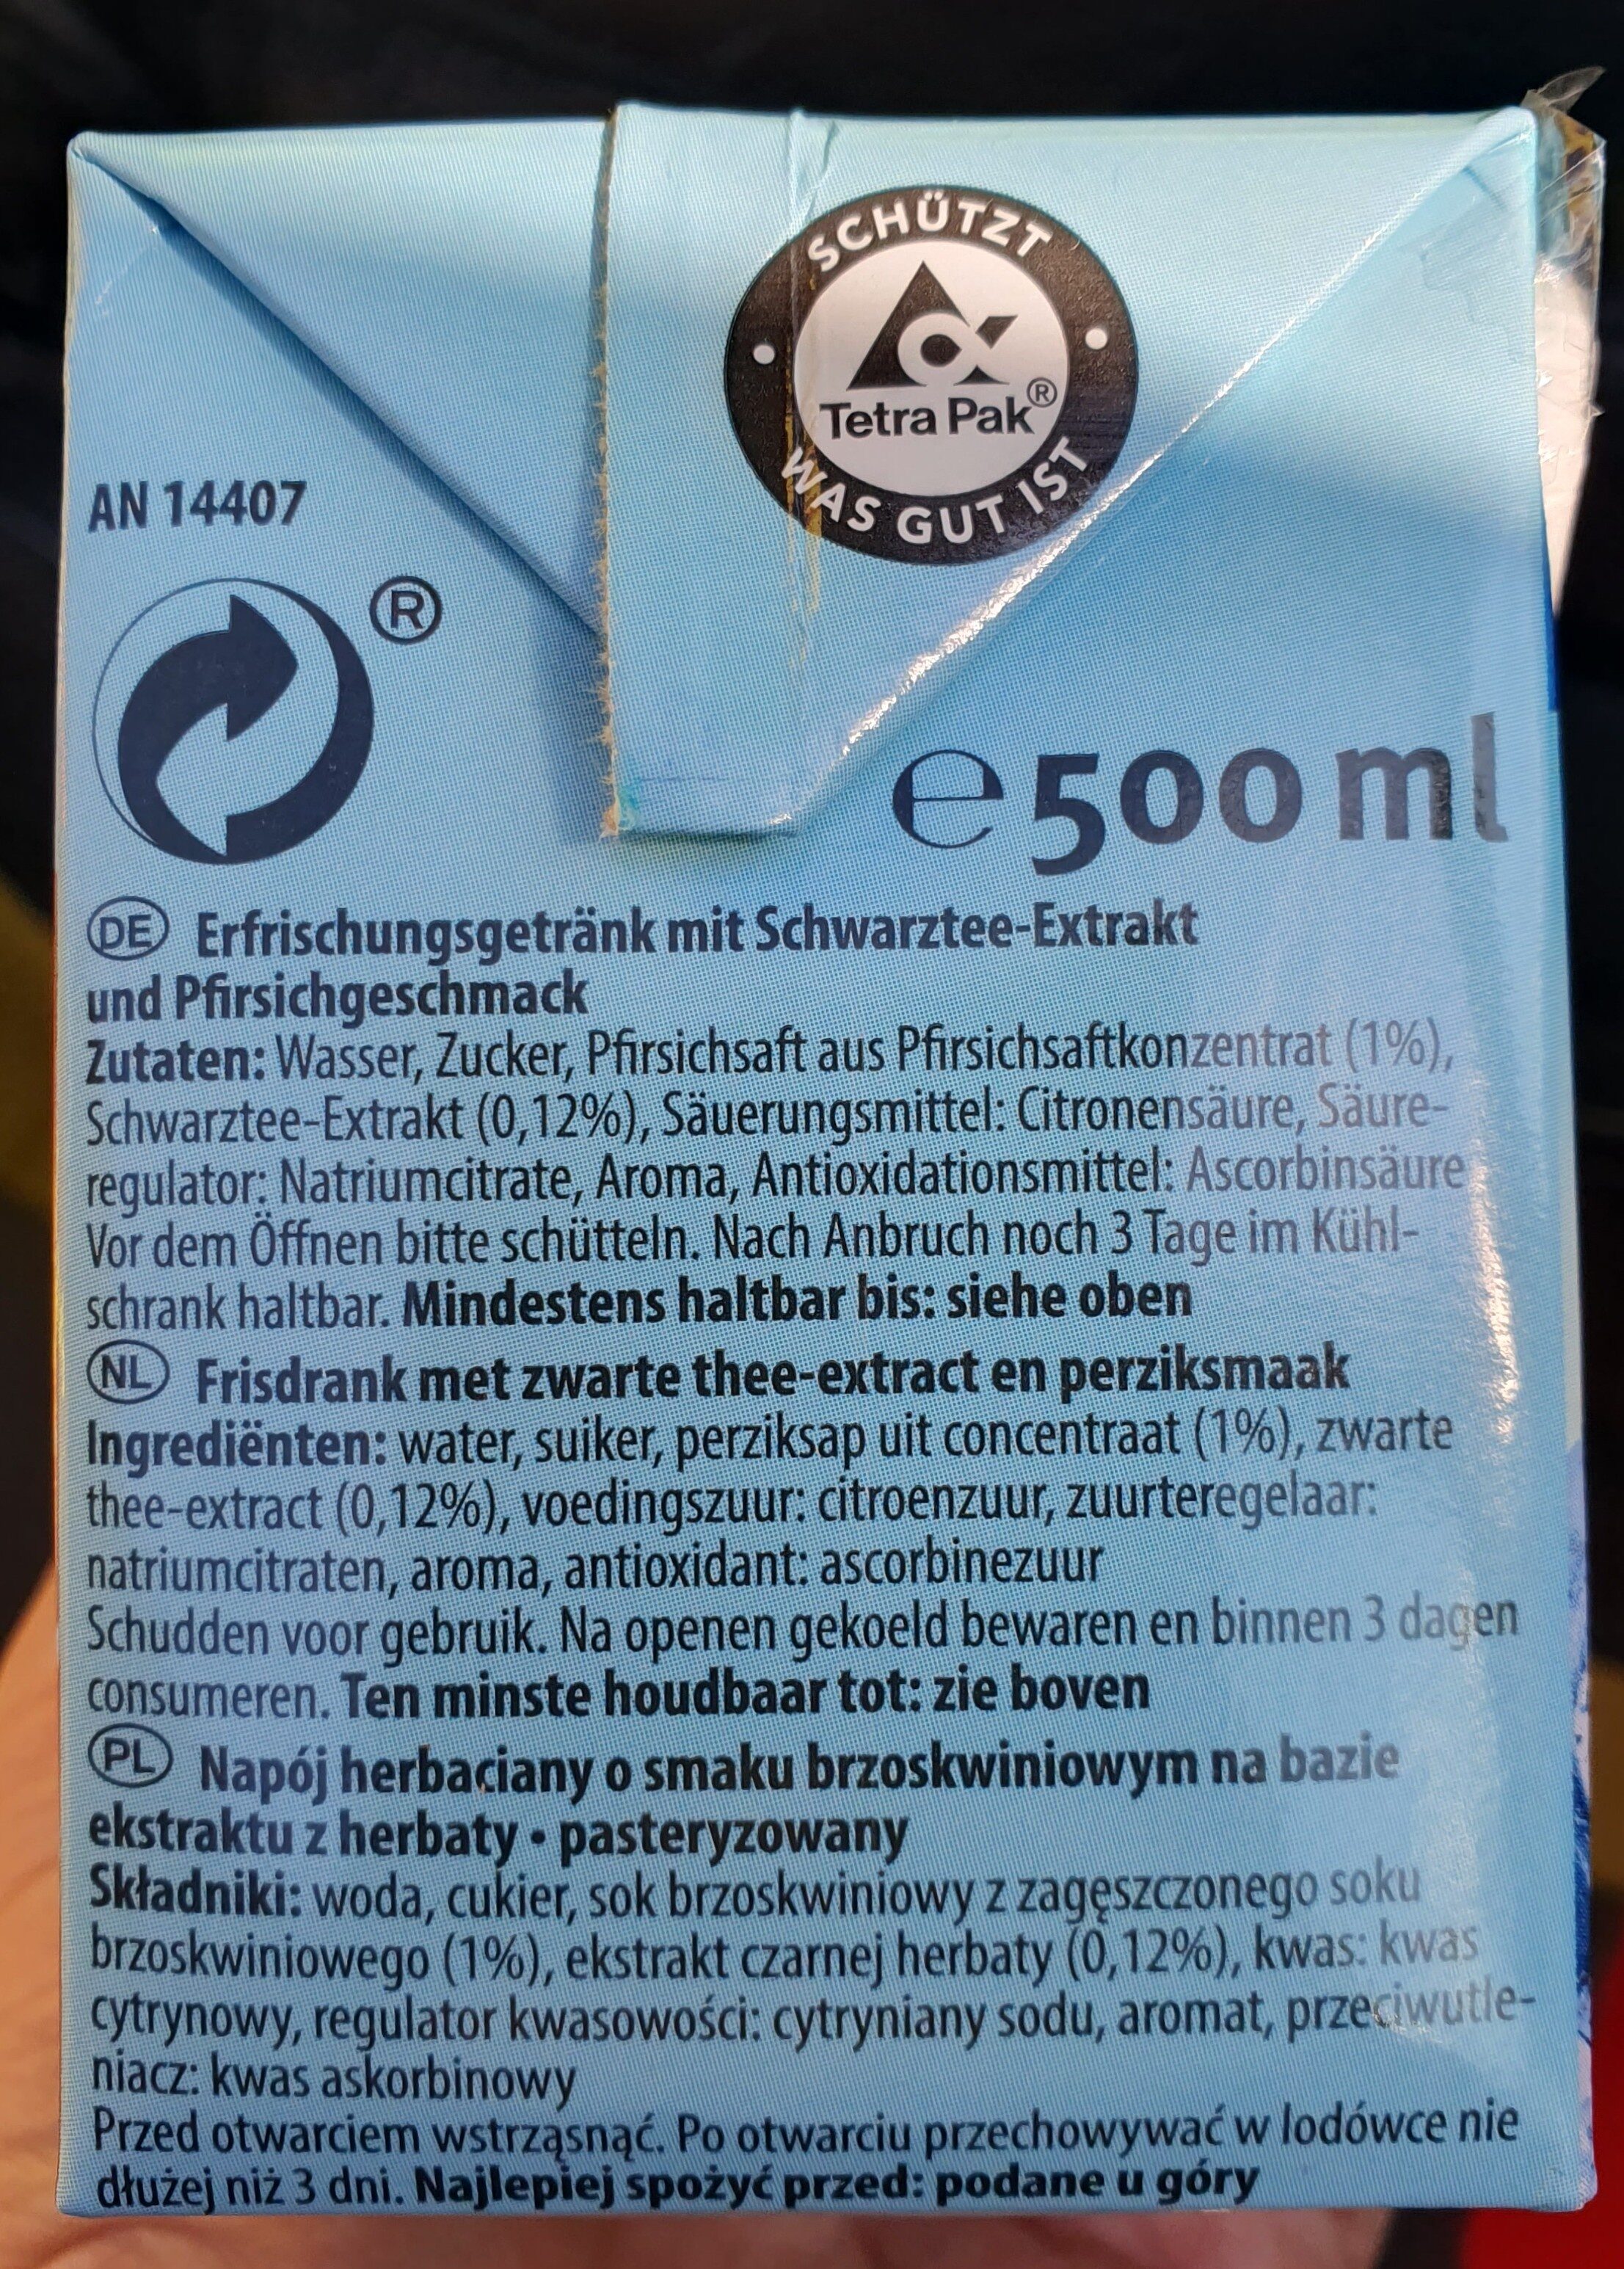 SCHÜTZT
Tetra Pak®
WAS GUT IST
AN 14407
®
e 500 ml
DE Erfrischungsgetränk mit Schwarztee-Extrakt
und Pfirsichgeschmack
Zutaten: Wasser, Zucker, Pfirsichsaft aus Pfirsichsaftkonzentrat (1%),
Schwarztee-Extrakt (0,12%), Säuerungsmittel: Citronensäure, Säure-
regulator: Natriumcitrate, Aroma, Antioxidationsmittel: Ascorbinsäure
Vor dem Öffnen bitte schütteln. Nach Anbruch noch 3 Tage im Kühl-
schrank haltbar. Mindestens haltbar bis: siehe oben
NL Frisdrank met zwarte thee-extract en perziksmaak
Ingrediënten: water, suiker, perziksap uit concentraat (1%), zwarte
thee-extract (0,12%), voedingszuur: citroenzuur, zuurteregelaar:
natriumcitraten, aroma, antioxidant: ascorbinezuur
Schudden voor gebruik. Na openen gekoeld bewaren en binnen 3 dagen
consumeren. Ten minste houdbaar tot: zie boven
PL Napój herbaciany o smaku brzoskwiniowym na bazie
ekstraktu z herbaty • pasteryzowany
Składniki: woda, cukier, sok brzoskwiniowy z zagęszczonego soku
brzoskwiniowego (1%), ekstrakt czarnej herbaty (0,12%), kwas: kwas
cytrynowy, regulator kwasowości: cytryniany sodu, aromat, przeciwutle-
niacz: kwas askorbinowy
Przed otwarciem wstrząsnąć. Po otwarciu przechowywać w lodówce nie
dłużej niż 3 dni. Najlepiej spożyć przed: podane u góry